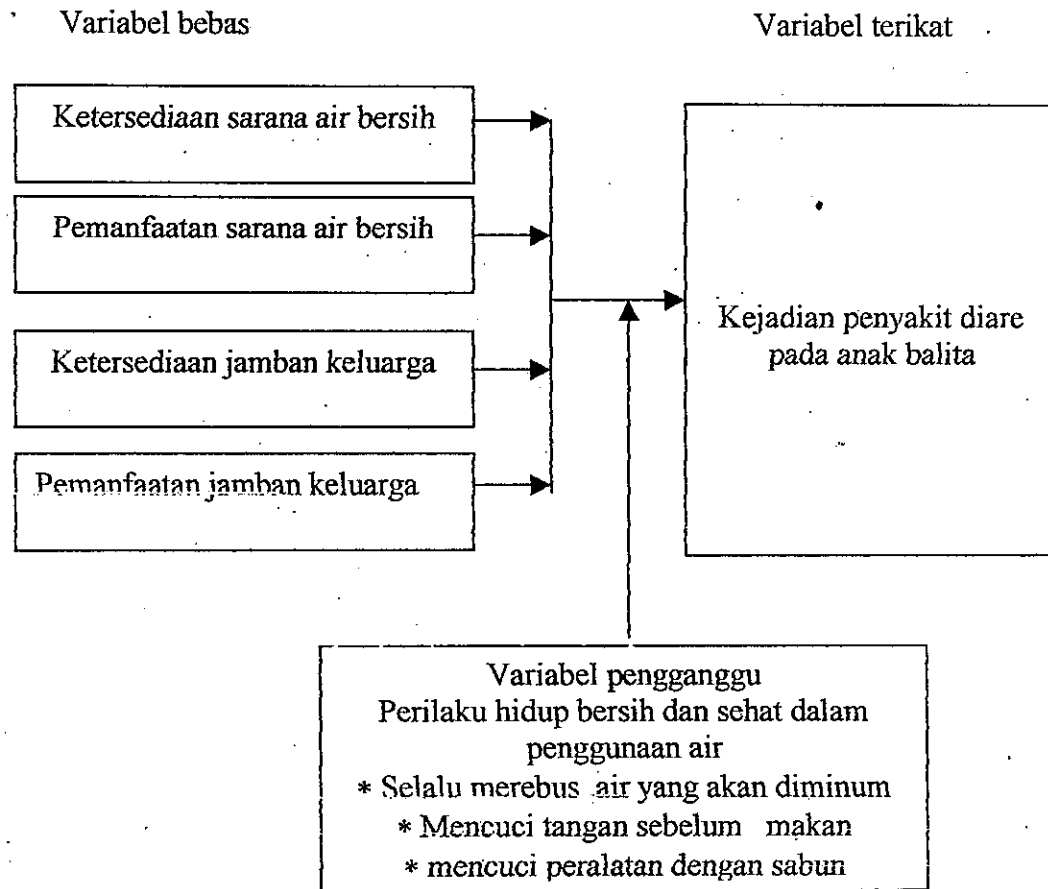 Variabel bebas
Variabel terikat
Ketersediaan sarana air bersih
Pemanfaatan sarana air bersih
Ketersediaan jamban keluarga
Pemanfaatan jamban keluarga
Kejadian penyakit diare
pada anak balita
Variabel pengganggu
Perilaku hidup bersih dan sehat dalam
penggunaan air
* Selalu merebus air yang akan diminum
* Mencuci tangan sebelum makan
* mencuci peralatan dengan sabun